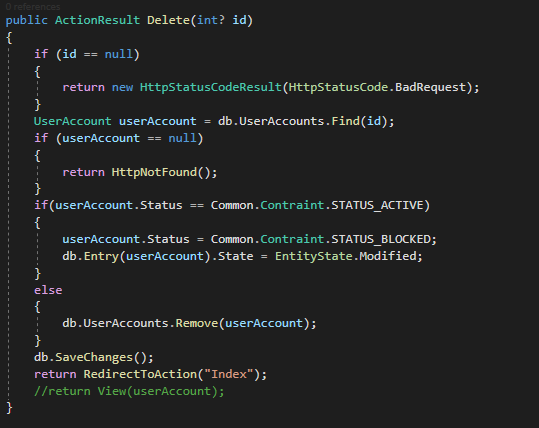 0 references
public ActionResult Delete(int? id)
{
if (id == null)
{
return new HttpStatusCodeResult(HttpStatusCode.BadRequest);
}
UserAccount userAccount = db.UserAccounts.Find(id);
if (userAccount == null)
{
return HttpNotFound();
}
if(userAccount.Status == Common.Contraint.STATUS_ACTIVE)
{
userAccount.Status = Common.Contraint.STATUS_BLOCKED;
db.Entry(userAccount).State = EntityState.Modified;
}
else
{
db.UserAccounts.Remove(userAccount);
}
db.SaveChanges();
return RedirectToAction("Index");
//return View(userAccount);
}